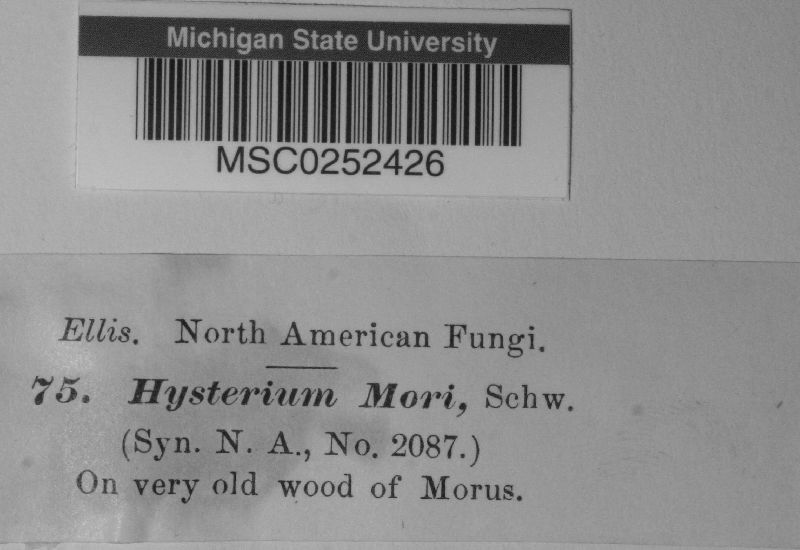 Michigan State University
MSC0252426
Ellis. North American Fungi.
75. Hysterium Mori, Schw.
(Syn. N. A., No. 2087.)
On very old wood of Morus.